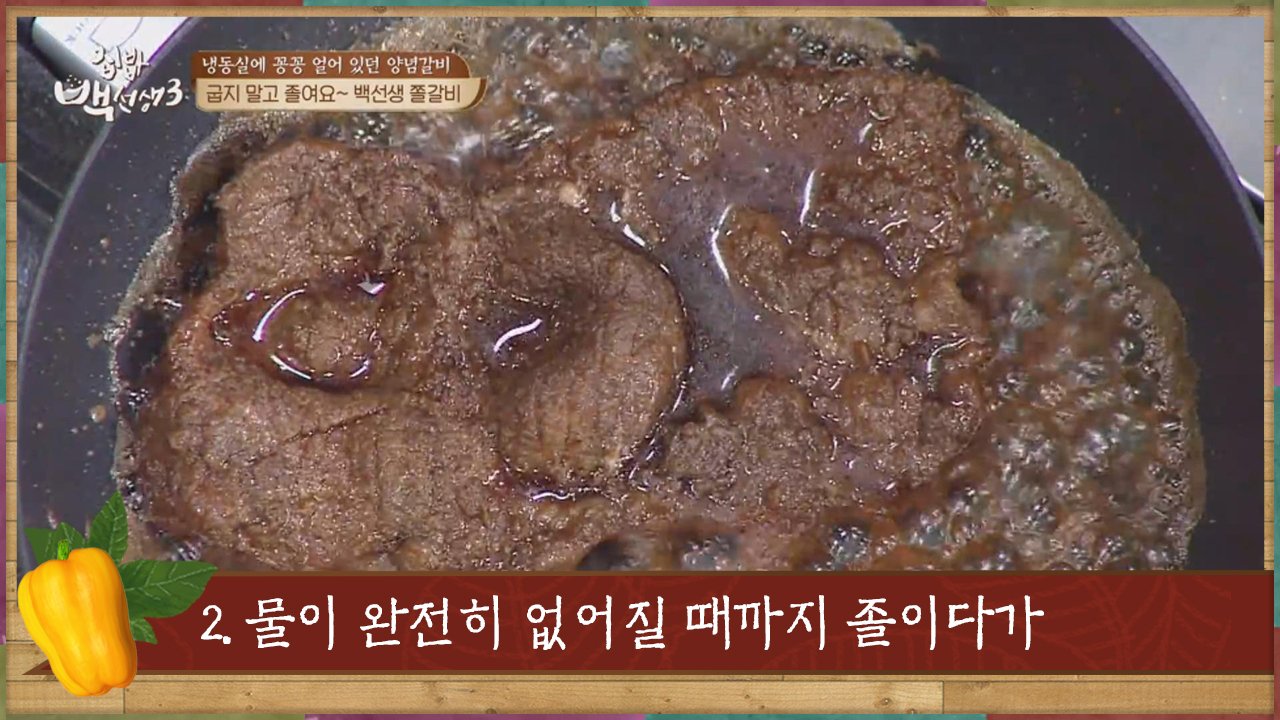 집밥
백선생3
냉동실에 꽁꽁 얼어 있던 양념갈비
굽지 말고 졸여요~ 백선생 쫄갈비
2. 물이 완전히 없어질 때까지 졸이다가